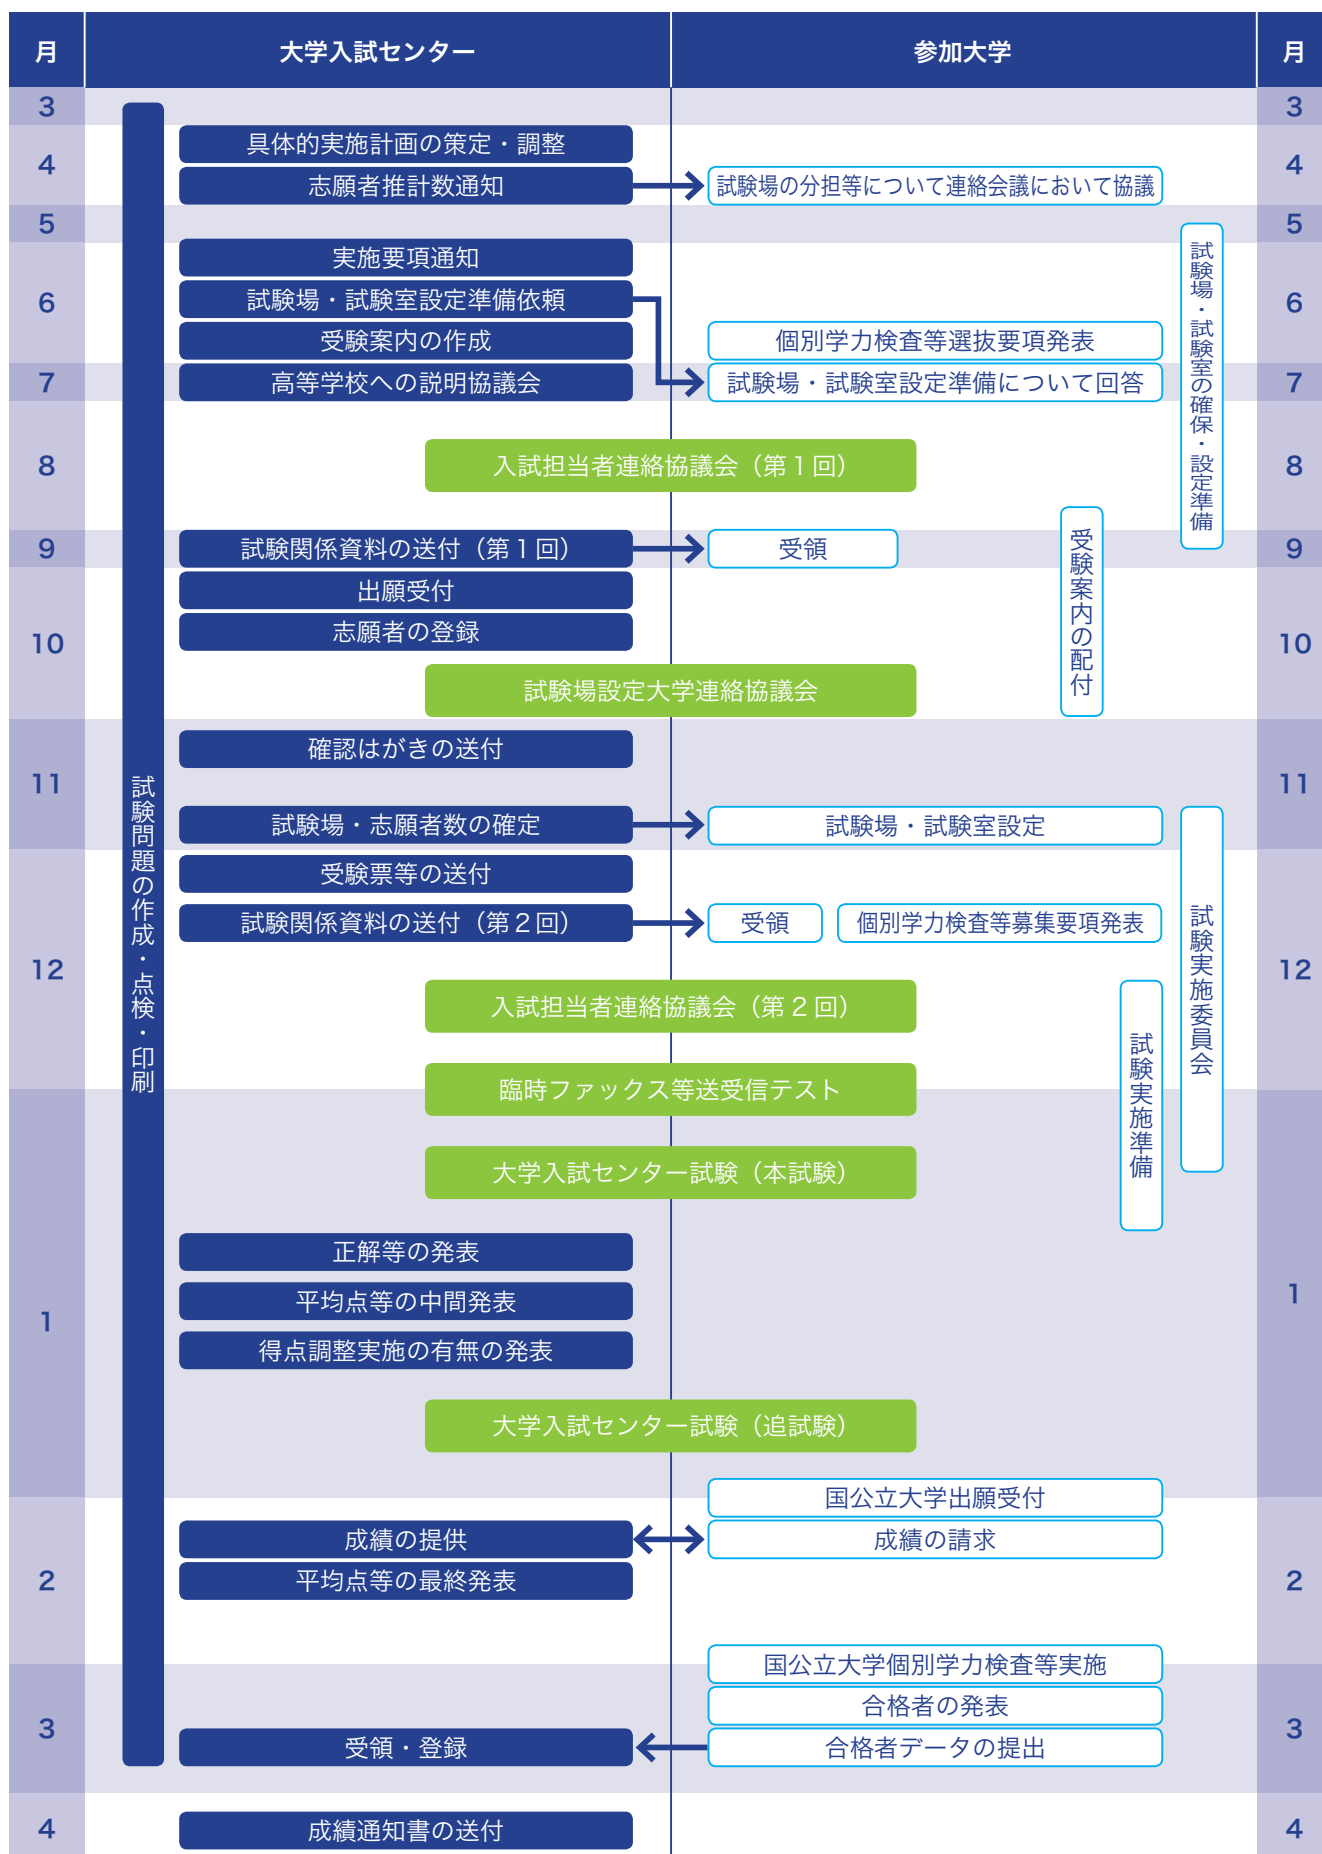 月
大学入試センター
参加大学
月
3
3
具体的実施計画の策定・調整
4
4
志願者推計数通知
試験場の分担等について連絡会議において協議
5
5
実施要項通知
試験場・試験室設定準備依頼
6
6
受験案内の作成
個別学力検査等選抜要項発表
7
高等学校への説明協議会
試験場・試験室設定準備について回答
7
試験場・試験室の確保・設定準備
8
入試担当者連絡協議会（第1回）
8
9
試験関係資料の送付（第1回）
受領
9
受験案内の配付
出願受付
志願者の登録
10
10
試験場設定大学連絡協議会
確認はがきの送付
11
11
試験問題の作成・点検・印刷
試験場・志願者数の確定
試験場・試験室設定
受験票等の送付
試験関係資料の送付（第2回）
受領
個別学力検査等募集要項発表
試験実施委員会
12
12
入試担当者連絡協議会（第2回）
試験実施準備
臨時ファックス等送受信テスト
大学入試センター試験（本試験）
正解等の発表
平均点等の中間発表
1
1
得点調整実施の有無の発表
大学入試センター試験（追試験）
国公立大学出願受付
成績の提供
成績の請求
2
平均点等の最終発表
2
国公立大学個別学力検査等実施
合格者の発表
3
3
受領・登録
合格者データの提出
4
成績通知書の送付
4